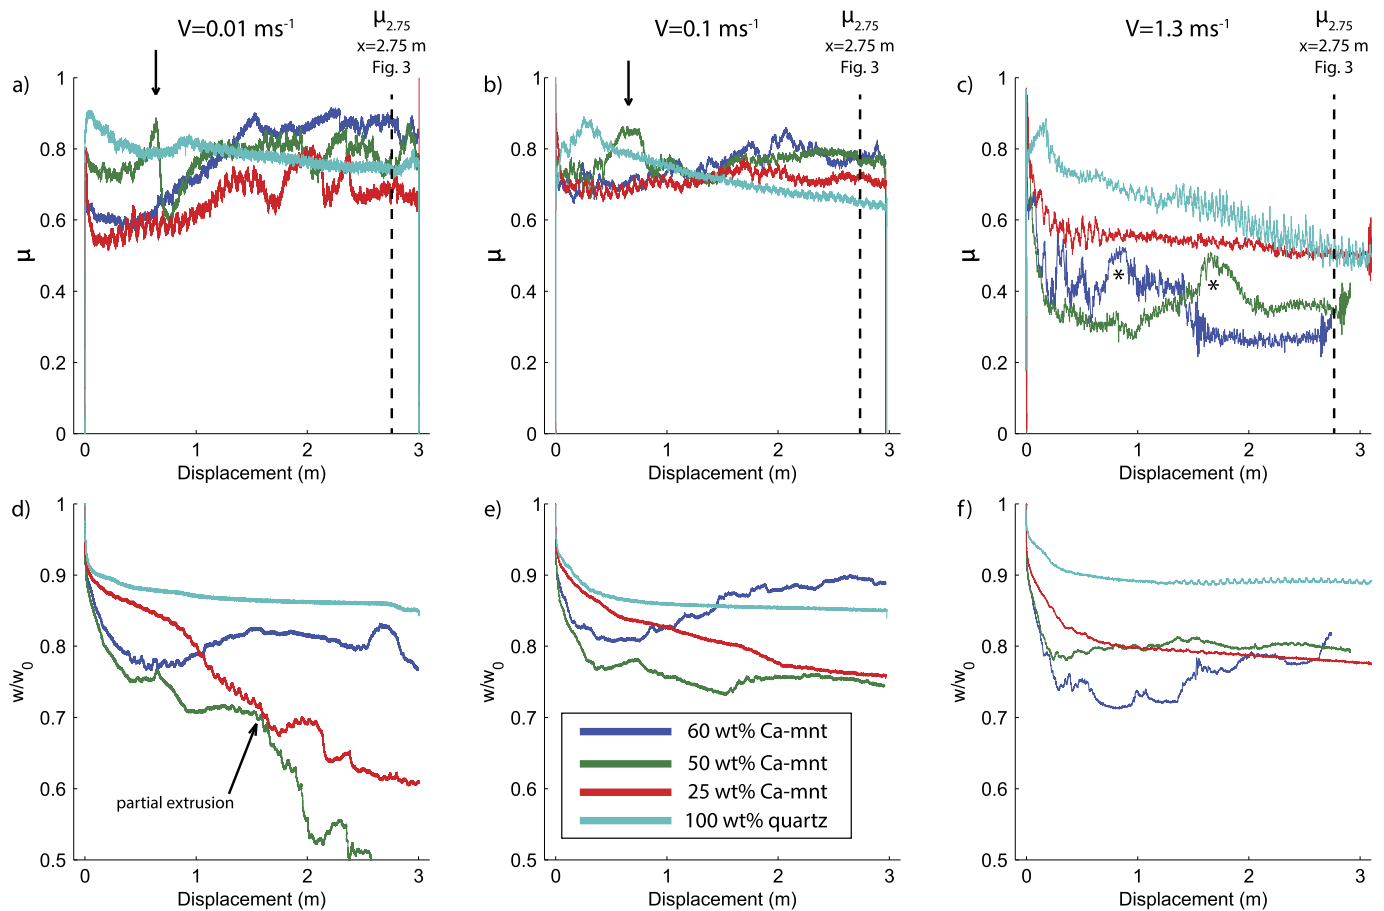 V=0.01 ms⁻¹
μ₂.₇₅
x=2.75 m
Fig. 3
V=0.1 ms⁻¹
μ₂.₇₅
x=2.75 m
Fig. 3
V=1.3 ms⁻¹
μ₂.₇₅
x=2.75 m
Fig. 3
a)
1
0.8
0.6
0.4
0.2
0
μ
0 1 2 3
Displacement (m)
b)
1
0.8
0.6
0.4
0.2
0
μ
0 1 2 3
Displacement (m)
c)
1
0.8
0.6
0.4
0.2
0
μ
* *
0 1 2 3
Displacement (m)
d)
1
0.9
0.8
0.7
0.6
0.5
w/w₀
partial extrusion
0 1 2 3
Displacement (m)
e)
1
0.9
0.8
0.7
0.6
0.5
w/w₀
60 wt% Ca-mnt
50 wt% Ca-mnt
25 wt% Ca-mnt
100 wt% quartz
0 1 2 3
Displacement (m)
f)
1
0.9
0.8
0.7
0.6
0.5
w/w₀
0 1 2 3
Displacement (m)